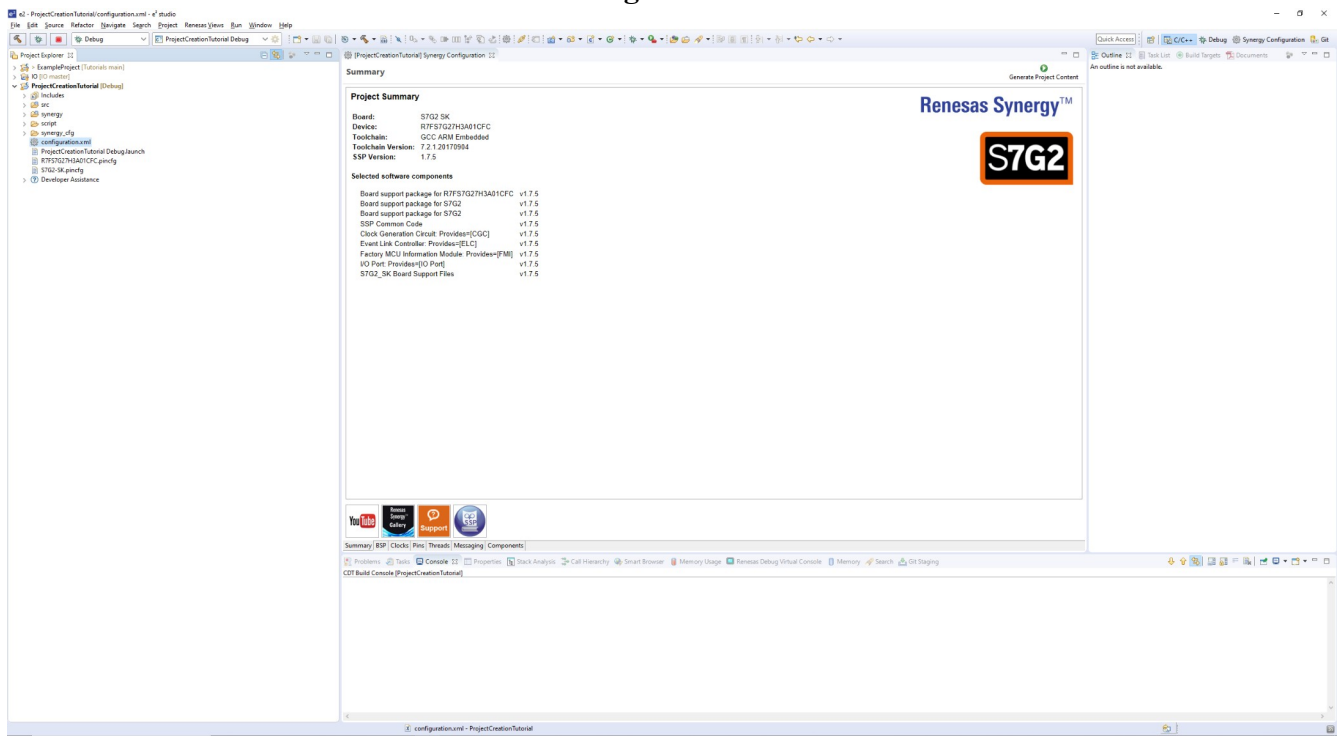 e2 - ProjectCreationTutorial/configuration.xml - e² studio
File Edit Source Refactor Navigate Search Project Renesas Views Run Window Help
Debug ProjectCreationTutorial Debug
Quick Access C/C++ Debug Synergy Configuration Git
Project Explorer
> ExampleProject [Tutorials main]
IO [IO master]
ProjectCreationTutorial [Debug]
Includes
src
synergy
script
synergy_cfg
configuration.xml
ProjectCreationTutorial Debug.launch
R7FS7G27H3A01CFC.pincfg
S7G2-SK.pincfg
Developer Assistance
[ProjectCreationTutorial] Synergy Configuration
Summary
Generate Project Content
Project Summary
Board: S7G2 SK
Device: R7FS7G27H3A01CFC
Toolchain: GCC ARM Embedded
Toolchain Version: 7.2.1.20170904
SSP Version: 1.7.5
Selected software components
Board support package for R7FS7G27H3A01CFC v1.7.5
Board support package for S7G2 v1.7.5
Board support package for S7G2 v1.7.5
SSP Common Code v1.7.5
Clock Generation Circuit: Provides=[CGC] v1.7.5
Event Link Controller: Provides=[ELC] v1.7.5
Factory MCU Information Module: Provides=[FMI] v1.7.5
I/O Port: Provides=[IO Port] v1.7.5
S7G2_SK Board Support Files v1.7.5
Renesas Synergy™
S7G2
YouTube
Renesas Synergy™ Gallery
Support
SSP
Summary BSP Clocks Pins Threads Messaging Components
Outline Task List Build Targets Documents
An outline is not available.
Problems Tasks Console Properties Stack Analysis Call Hierarchy Smart Browser Memory Usage Renesas Debug Virtual Console Memory Search Git Staging
CDT Build Console [ProjectCreationTutorial]
configuration.xml - ProjectCreationTutorial